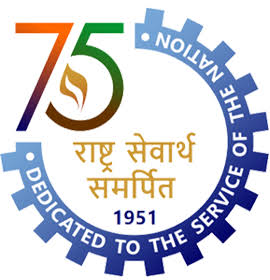 75
राष्ट्र सेवार्थ
समर्पित
1951
DEDICATED TO THE SERVICE OF THE NATION